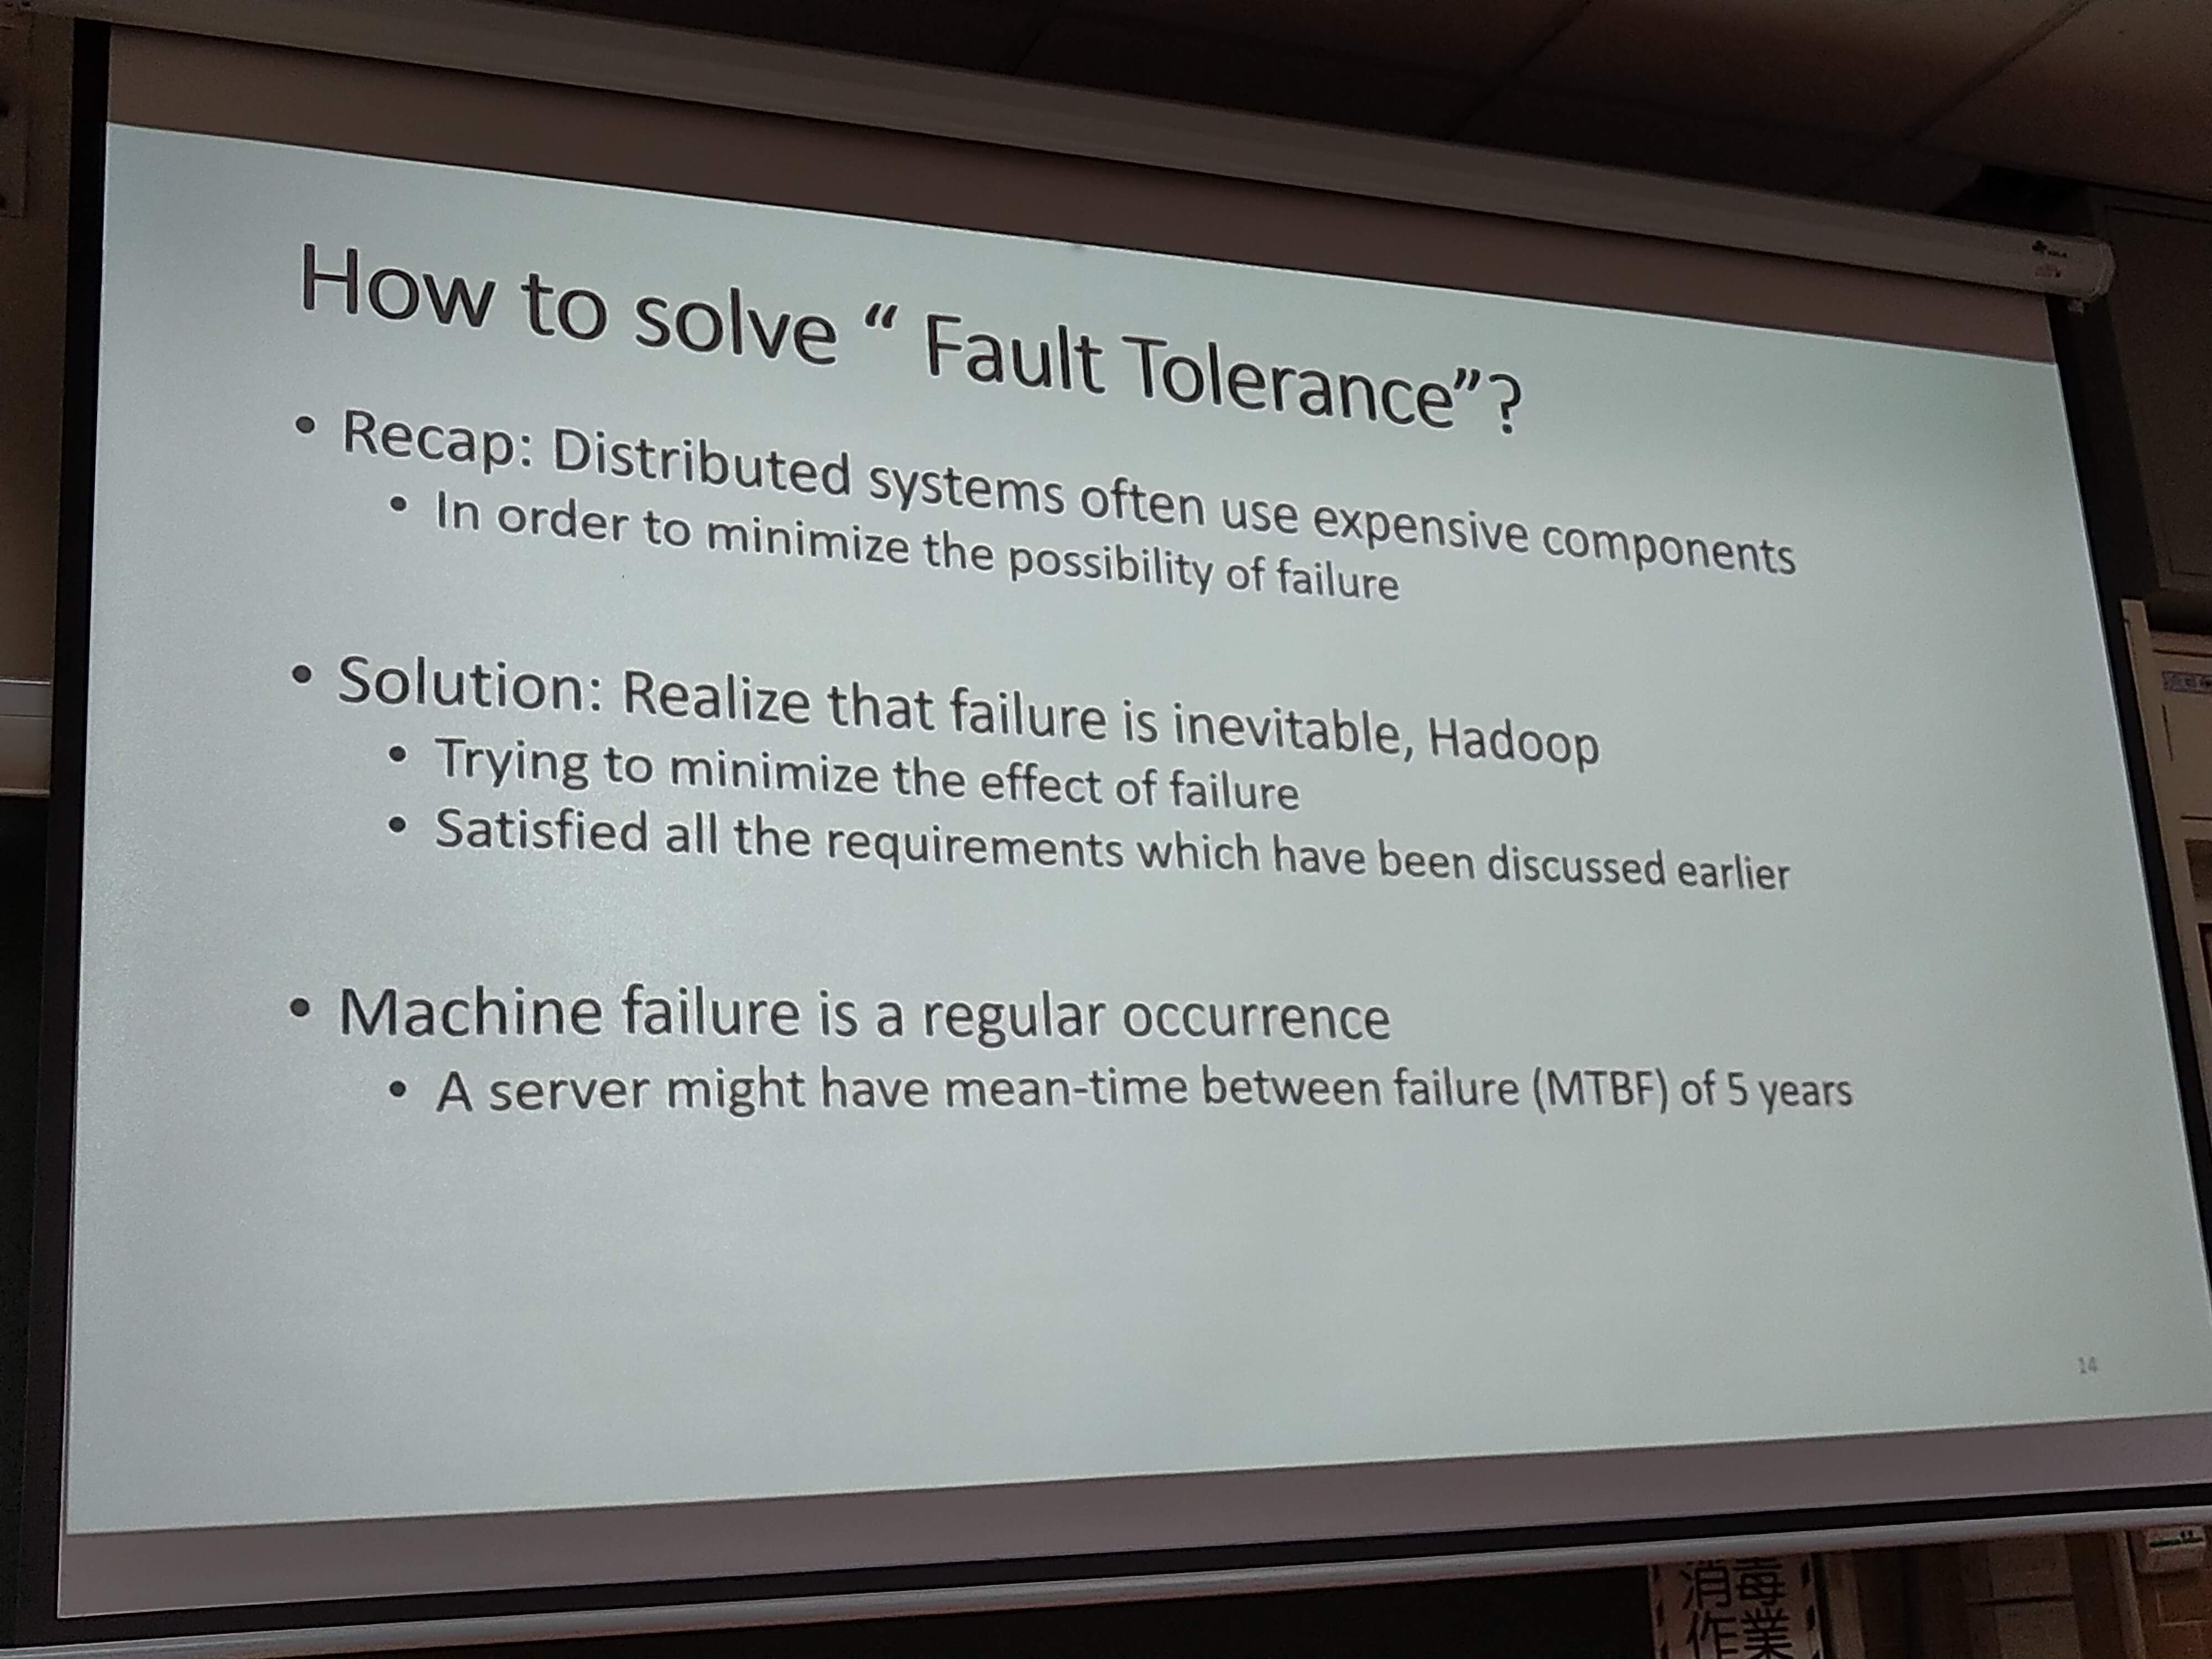 How to solve “ Fault Tolerance”?
• Recap: Distributed systems often use expensive components
• In order to minimize the possibility of failure
• Solution: Realize that failure is inevitable, Hadoop
• Trying to minimize the effect of failure
• Satisfied all the requirements which have been discussed earlier
• Machine failure is a regular occurrence
• A server might have mean-time between failure (MTBF) of 5 years
14
消毒
作業